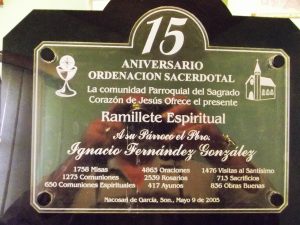 15
ANIVERSARIO
ORDENACION SACERDOTAL
La comunidad Parroquial del Sagrado
Corazón de Jesús Ofrece el presente
Ramillete Espiritual
A su Párroco el Pbro.
Ignacio Fernández González
1758 Misas 4863 Oraciones 1476 Visitas al Santísimo
1273 Comuniones 2539 Rosarios 713 Sacrificios
650 Comuniones Espirituales 417 Ayunos 836 Obras Buenas
Nacosari de García, Son., Mayo 9 de 2005